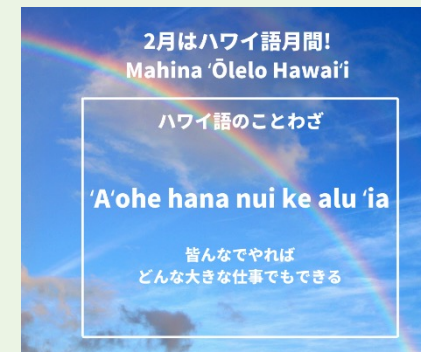 2月はハワイ語月間!
Mahina ʻŌlelo Hawaiʻi
ハワイ語のことわざ
ʻAʻohe hana nui ke alu ʻia
皆んなでやれば
どんな大きな仕事でもできる